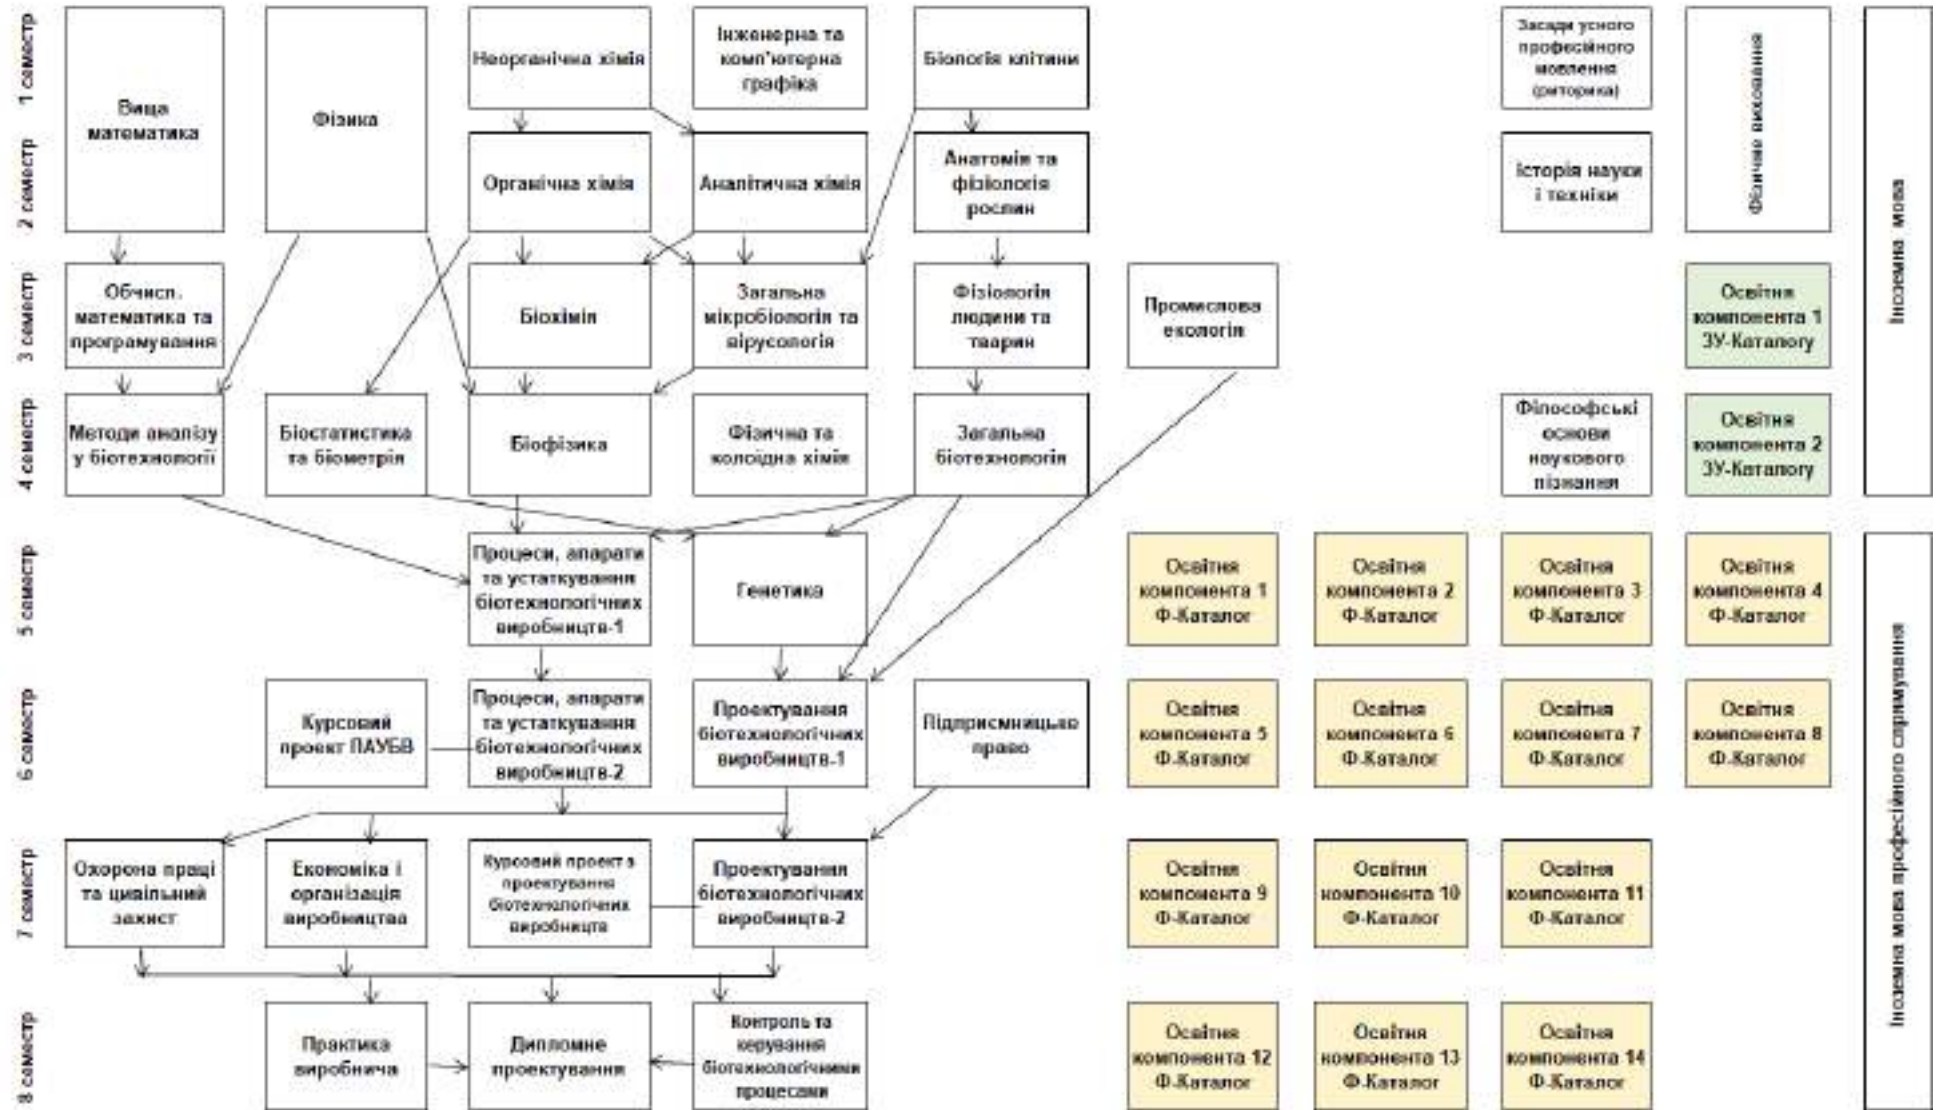 1 семестр
Вища
математика
Фізика
Неорганічна хімія
Інженерна та
комп'ютерна
графіка
Біологія клітини
Засади усного
професійного
мовлення
(риторика)
Фізичне виховання
Іноземна мова
2 семестр
Органічна хімія
Аналітична хімія
Анатомія та
фізіологія
рослин
Історія науки
і техніки
3 семестр
Обчисл.
математика та
програмування
Біохімія
Загальна
мікробіологія та
вірусологія
Фізіологія
людини та
тварин
Промислова
екологія
Освітня
компонента 1
ЗУ-Каталогу
4 семестр
Методи аналізу
у біотехнології
Біостатистика
та біометрія
Біофізика
Фізична та
колоїдна хімія
Загальна
біотехнологія
Філософські
основи
наукового
пізнання
Освітня
компонента 2
ЗУ-Каталогу
5 семестр
Процеси, апарати
та устаткування
біотехнологічних
виробництв-1
Генетика
Освітня
компонента 1
Ф-Каталог
Освітня
компонента 2
Ф-Каталог
Освітня
компонента 3
Ф-Каталог
Освітня
компонента 4
Ф-Каталог
Іноземна мова професійного спрямування
6 семестр
Курсовий
проект ПАУБВ
Процеси, апарати
та устаткування
біотехнологічних
виробництв-2
Проектування
біотехнологічних
виробництв-1
Підприємницьке
право
Освітня
компонента 5
Ф-Каталог
Освітня
компонента 6
Ф-Каталог
Освітня
компонента 7
Ф-Каталог
Освітня
компонента 8
Ф-Каталог
7 семестр
Охорона праці
та цивільний
захист
Економіка і
організація
виробництва
Курсовий проект з
проектування
біотехнологічних
виробництв
Проектування
біотехнологічних
виробництв-2
Освітня
компонента 9
Ф-Каталог
Освітня
компонента 10
Ф-Каталог
Освітня
компонента 11
Ф-Каталог
8 семестр
Практика
виробнича
Дипломне
проектування
Контроль та
керування
біотехнологічними
процесами
Освітня
компонента 12
Ф-Каталог
Освітня
компонента 13
Ф-Каталог
Освітня
компонента 14
Ф-Каталог